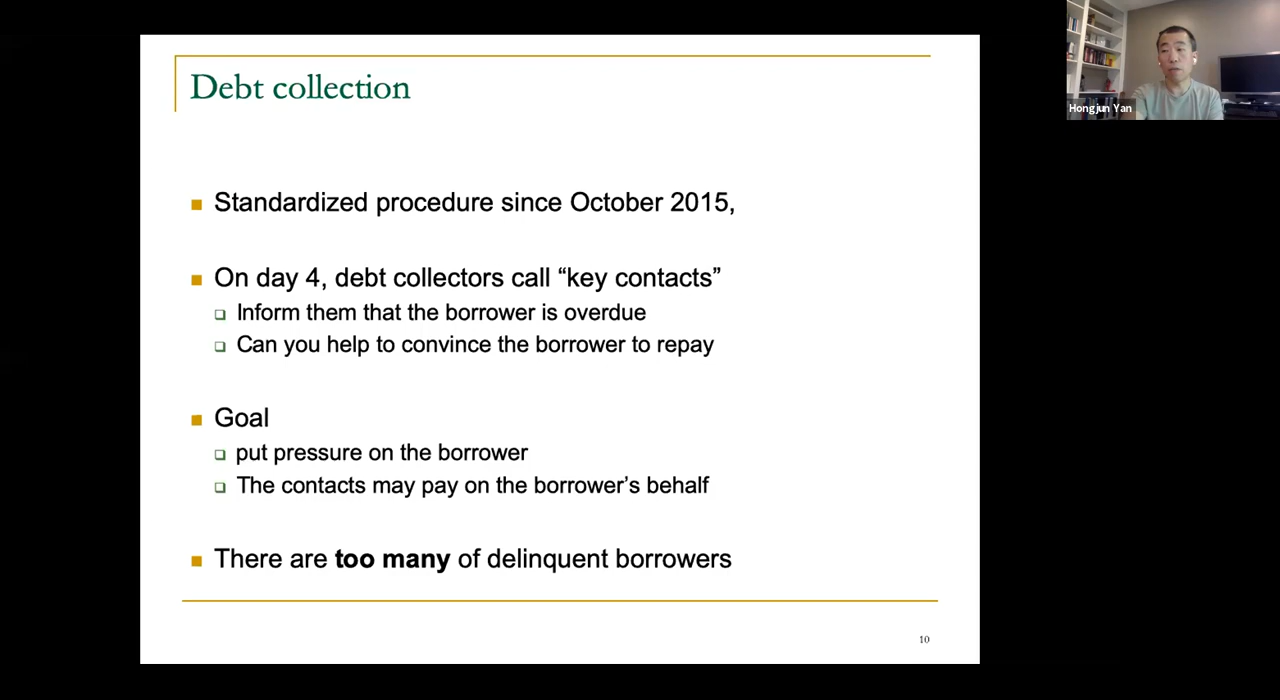 Debt collection
Standardized procedure since October 2015,
On day 4, debt collectors call “key contacts”
Inform them that the borrower is overdue
Can you help to convince the borrower to repay
Goal
put pressure on the borrower
The contacts may pay on the borrower’s behalf
There are too many of delinquent borrowers
10
Hongjun Yan